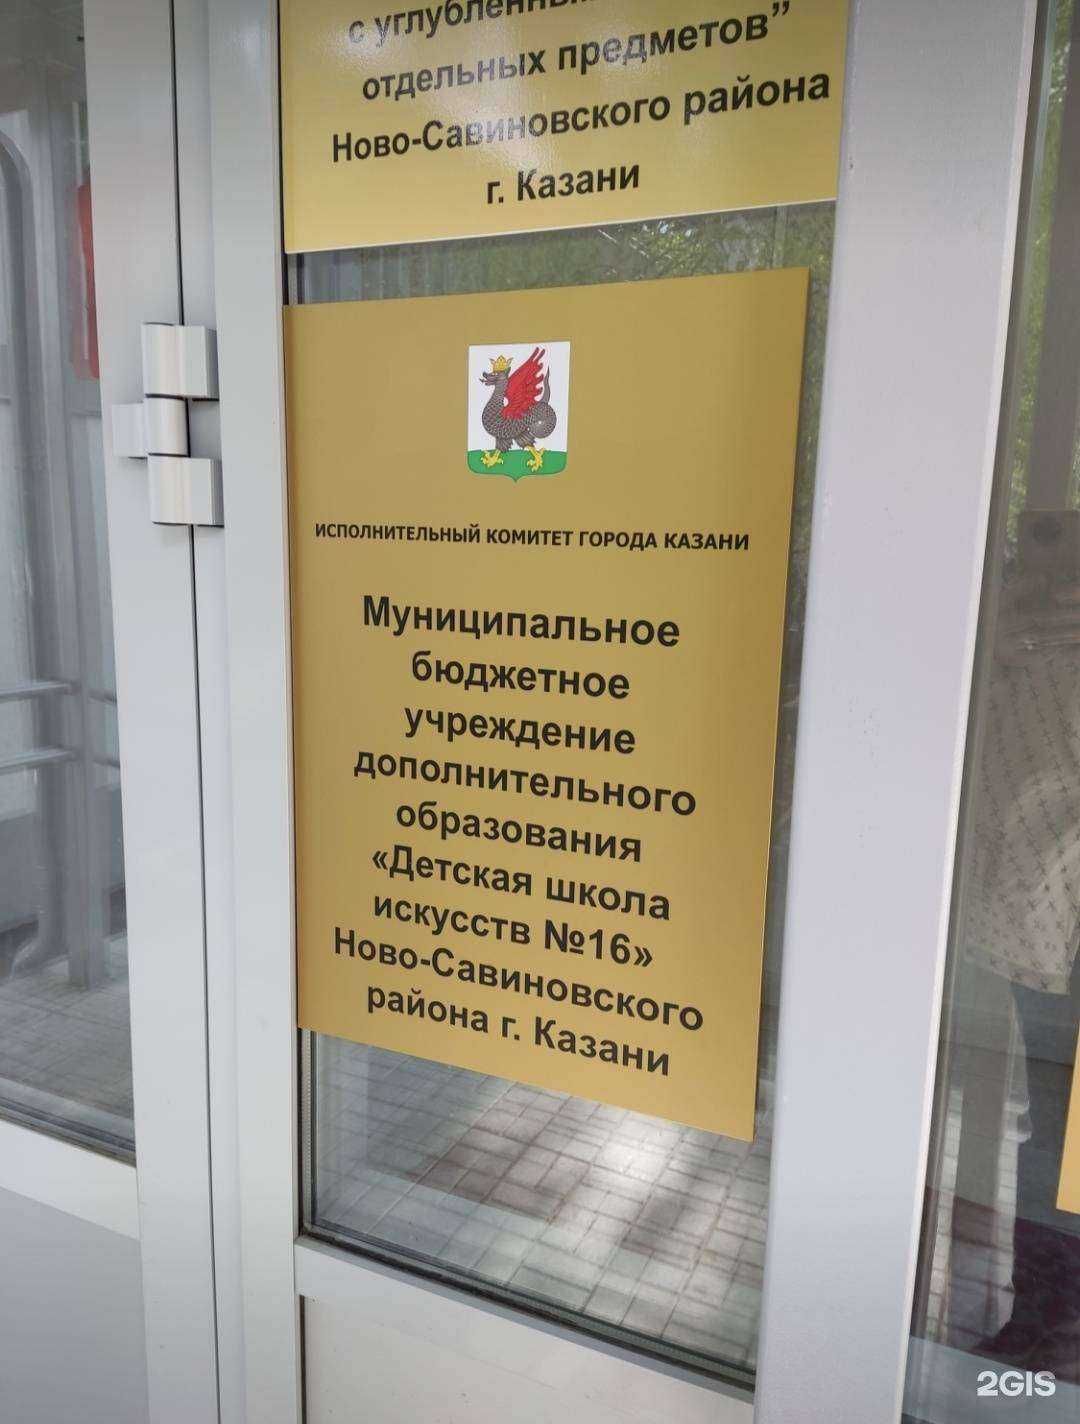 с углубленным
отдельных предметов”
Ново-Савиновского района
г. Казани
ИСПОЛНИТЕЛЬНЫЙ КОМИТЕТ ГОРОДА КАЗАНИ
Муниципальное
бюджетное
учреждение
дополнительного
образования
«Детская школа
искусств №16»
Ново-Савиновского
района г. Казани
2GIS